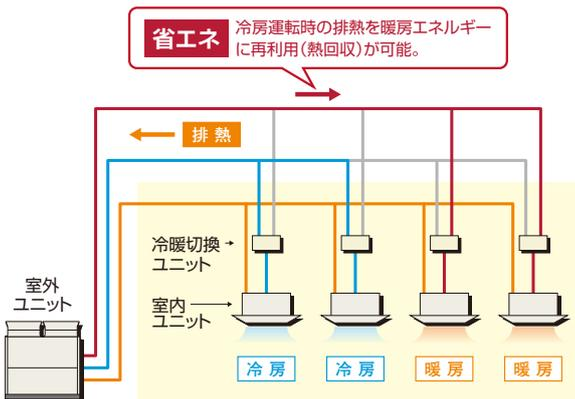 省エネ
冷房運転時の排熱を暖房エネルギー
に再利用(熱回収)が可能。
排熱
冷暖切換
ユニット
室外
ユニット
室内
ユニット
冷房
冷房
暖房
暖房